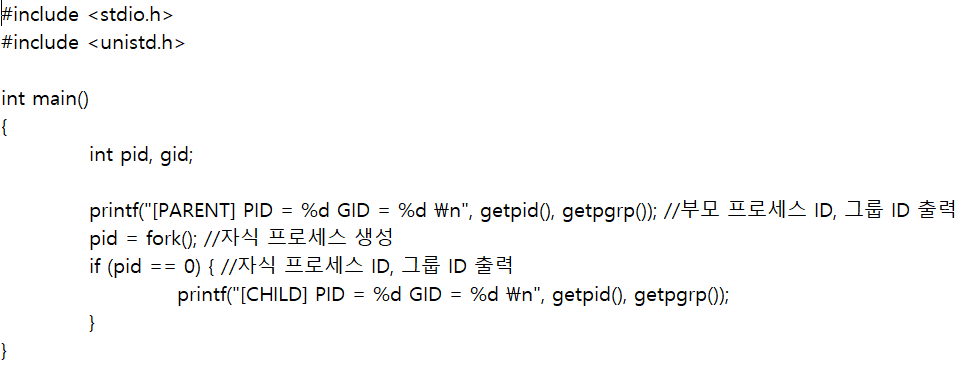 #include <stdio.h>
#include <unistd.h>
int main()
{
int pid, gid;
printf("[PARENT] PID = %d GID = %d ₩n", getpid(), getpgrp()); //부모 프로세스 ID, 그룹 ID 출력
pid = fork(); //자식 프로세스 생성
if (pid == 0) { //자식 프로세스 ID, 그룹 ID 출력
printf("[CHILD] PID = %d GID = %d ₩n", getpid(), getpgrp());
}
}